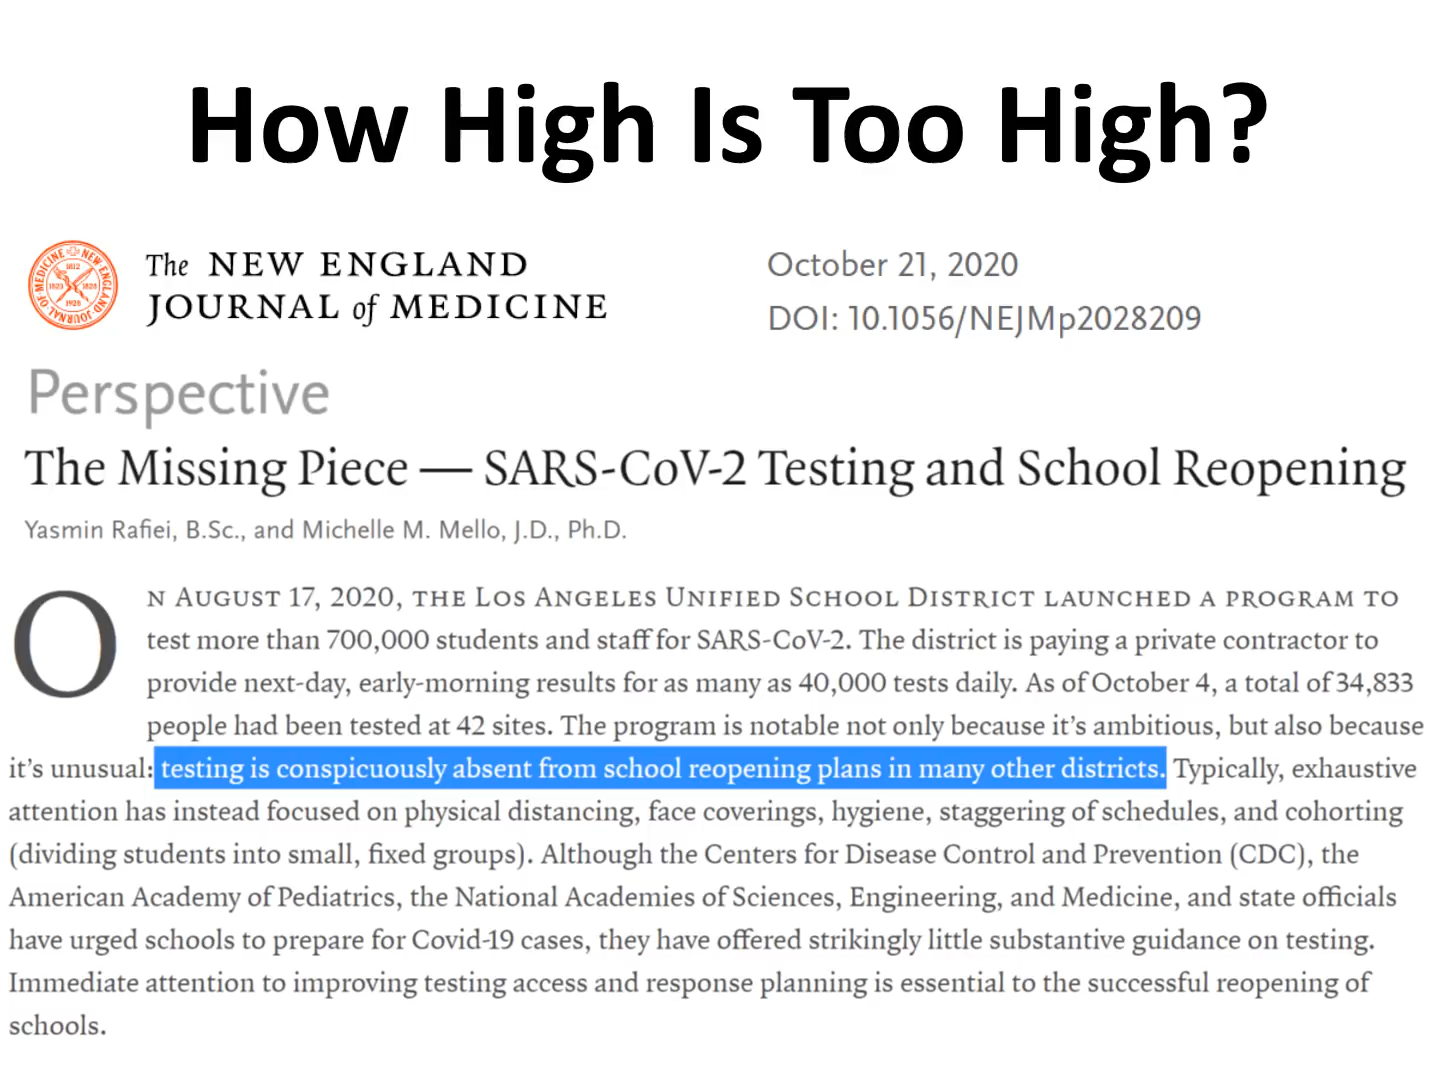 How High Is Too High?
The NEW ENGLAND
JOURNAL of MEDICINE
October 21, 2020
DOI: 10.1056/NEJMp2028209
Perspective
The Missing Piece — SARS-CoV-2 Testing and School Reopening
Yasmin Rafiei, B.Sc., and Michelle M. Mello, J.D., Ph.D.
ON AUGUST 17, 2020, THE LOS ANGELES UNIFIED SCHOOL DISTRICT LAUNCHED A PROGRAM TO
test more than 700,000 students and staff for SARS-CoV-2. The district is paying a private contractor to
provide next-day, early-morning results for as many as 40,000 tests daily. As of October 4, a total of 34,833
people had been tested at 42 sites. The program is notable not only because it’s ambitious, but also because
it’s unusual: testing is conspicuously absent from school reopening plans in many other districts. Typically, exhaustive
attention has instead focused on physical distancing, face coverings, hygiene, staggering of schedules, and cohorting
(dividing students into small, fixed groups). Although the Centers for Disease Control and Prevention (CDC), the
American Academy of Pediatrics, the National Academies of Sciences, Engineering, and Medicine, and state officials
have urged schools to prepare for Covid-19 cases, they have offered strikingly little substantive guidance on testing.
Immediate attention to improving testing access and response planning is essential to the successful reopening of
schools.